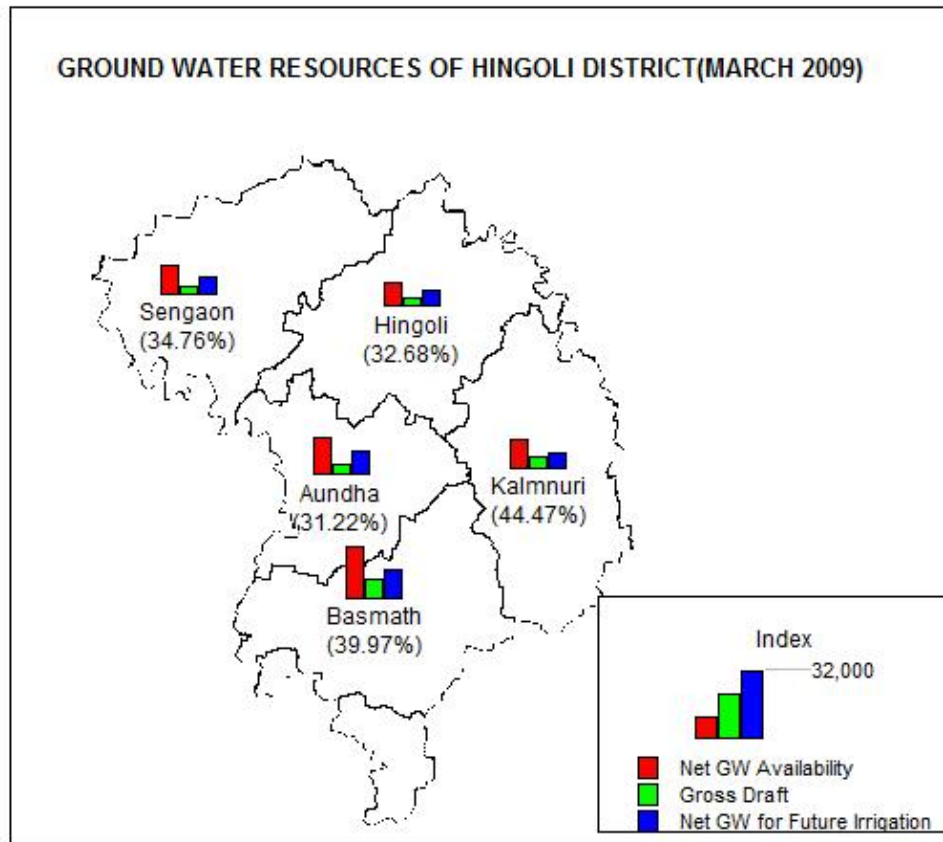 GROUND WATER RESOURCES OF HINGOLI DISTRICT(MARCH 2009)
Sengaon
(34.76%)
Hingoli
(32.68%)
Aundha
(31.22%)
Kalmnuri
(44.47%)
Basmath
(39.97%)
Index
32,000
Net GW Availability
Gross Draft
Net GW for Future Irrigation